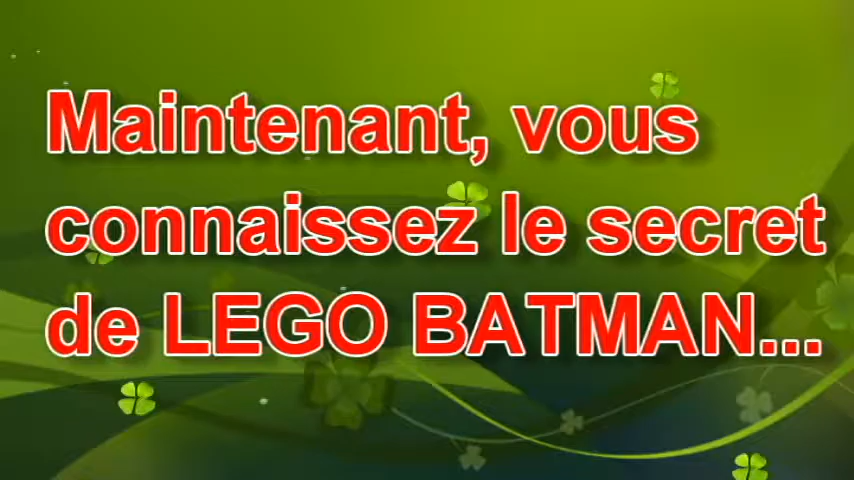 Maintenant, vous
connaissez le secret
de LEGO BATMAN...